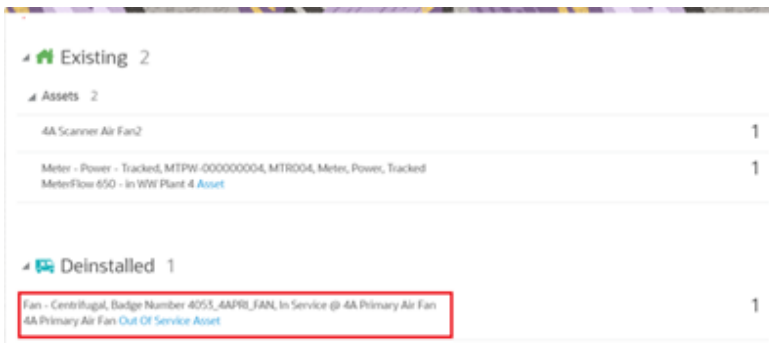 Existing 2
Assets 2
4A Scanner Air Fan2 1
Meter - Power - Tracked, MTPW-000000004, MTR004, Meter, Power, Tracked 1
MeterFlow 650 - in WW Plant 4 Asset
Deinstalled 1
Fan - Centrifugal, Badge Number 4053_4APRI_FAN, In Service @ 4A Primary Air Fan 1
4A Primary Air Fan Out Of Service Asset